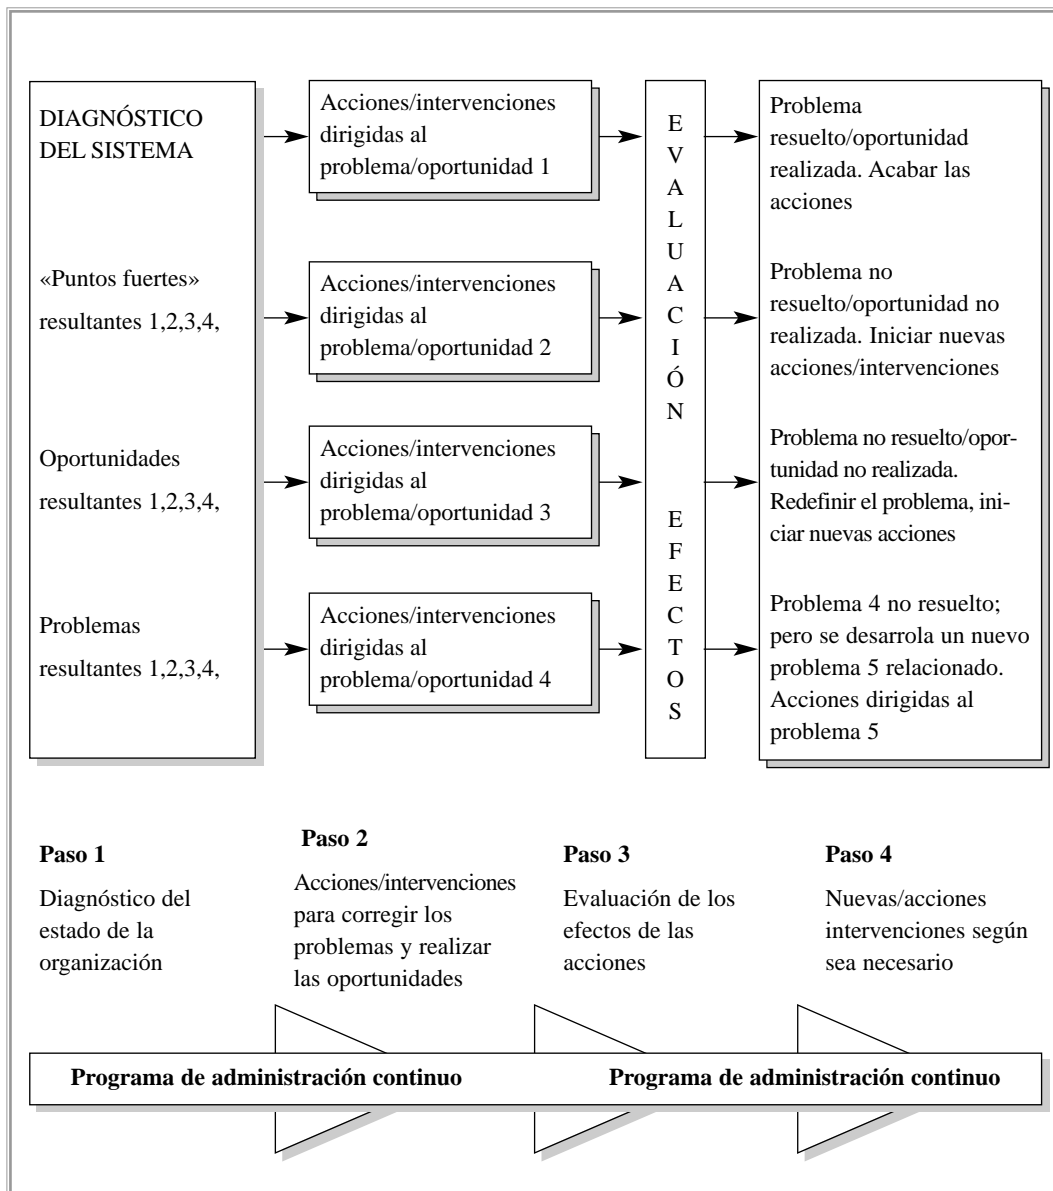 DIAGNÓSTICO
DEL SISTEMA
«Puntos fuertes»
resultantes 1,2,3,4,
Oportunidades
resultantes 1,2,3,4,
Problemas
resultantes 1,2,3,4,
Acciones/intervenciones
dirigidas al
problema/oportunidad 1
Acciones/intervenciones
dirigidas al
problema/oportunidad 2
Acciones/intervenciones
dirigidas al
problema/oportunidad 3
Acciones/intervenciones
dirigidas al
problema/oportunidad 4
E
V
A
L
U
A
C
I
Ó
N
E
F
E
C
T
O
S
Problema
resuelto/oportunidad
realizada. Acabar las
acciones
Problema no
resuelto/oportunidad no
realizada. Iniciar nuevas
acciones/intervenciones
Problema no resuelto/opor-
tunidad no realizada.
Redefinir el problema, ini-
ciar nuevas acciones
Problema 4 no resuelto;
pero se desarrola un nuevo
problema 5 relacionado.
Acciones dirigidas al
problema 5
Paso 1
Diagnóstico del
estado de la
organización
Paso 2
Acciones/intervenciones
para corregir los
problemas y realizar
las oportunidades
Paso 3
Evaluación de los
efectos de las
acciones
Paso 4
Nuevas/acciones
intervenciones según
sea necesario
Programa de administración continuo
Programa de administración continuo